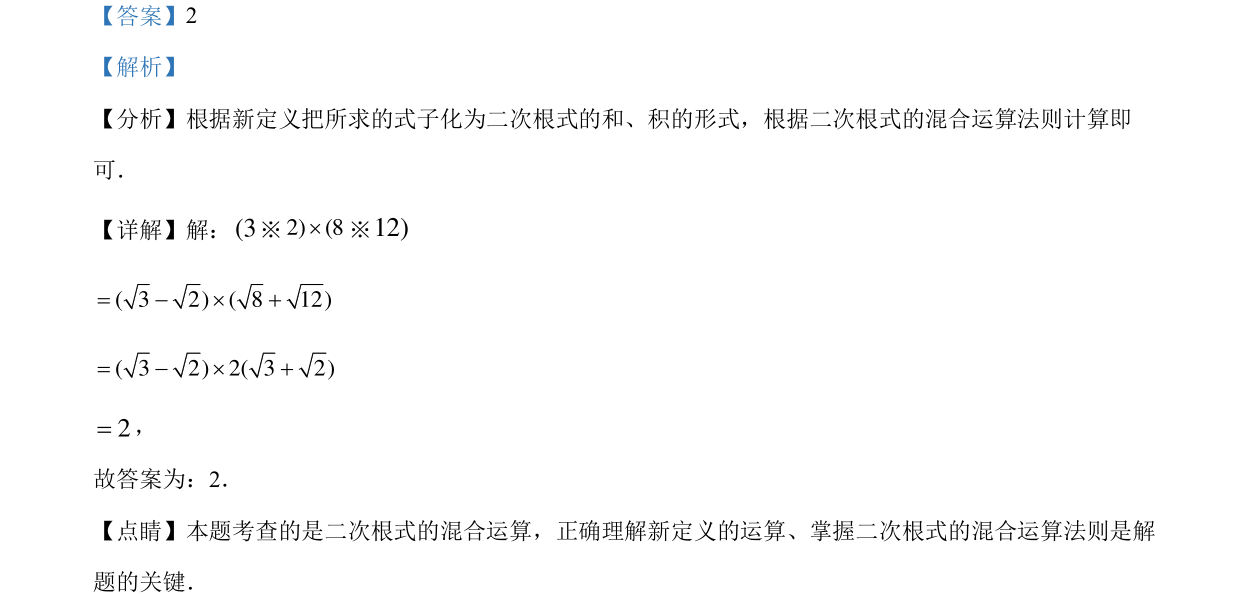 【答案】2
【解析】
【分析】根据新定义把所求的式子化为二次根式的和、积的形式，根据二次根式的混合运算法则计算即
可．
【详解】解：(3※2)×(8※12)
=(√3−√2)×(√8+√12)
=(√3−√2)×2(√3+√2)
=2，
故答案为：2．
【点睛】本题考查的是二次根式的混合运算，正确理解新定义的运算、掌握二次根式的混合运算法则是解
题的关键．